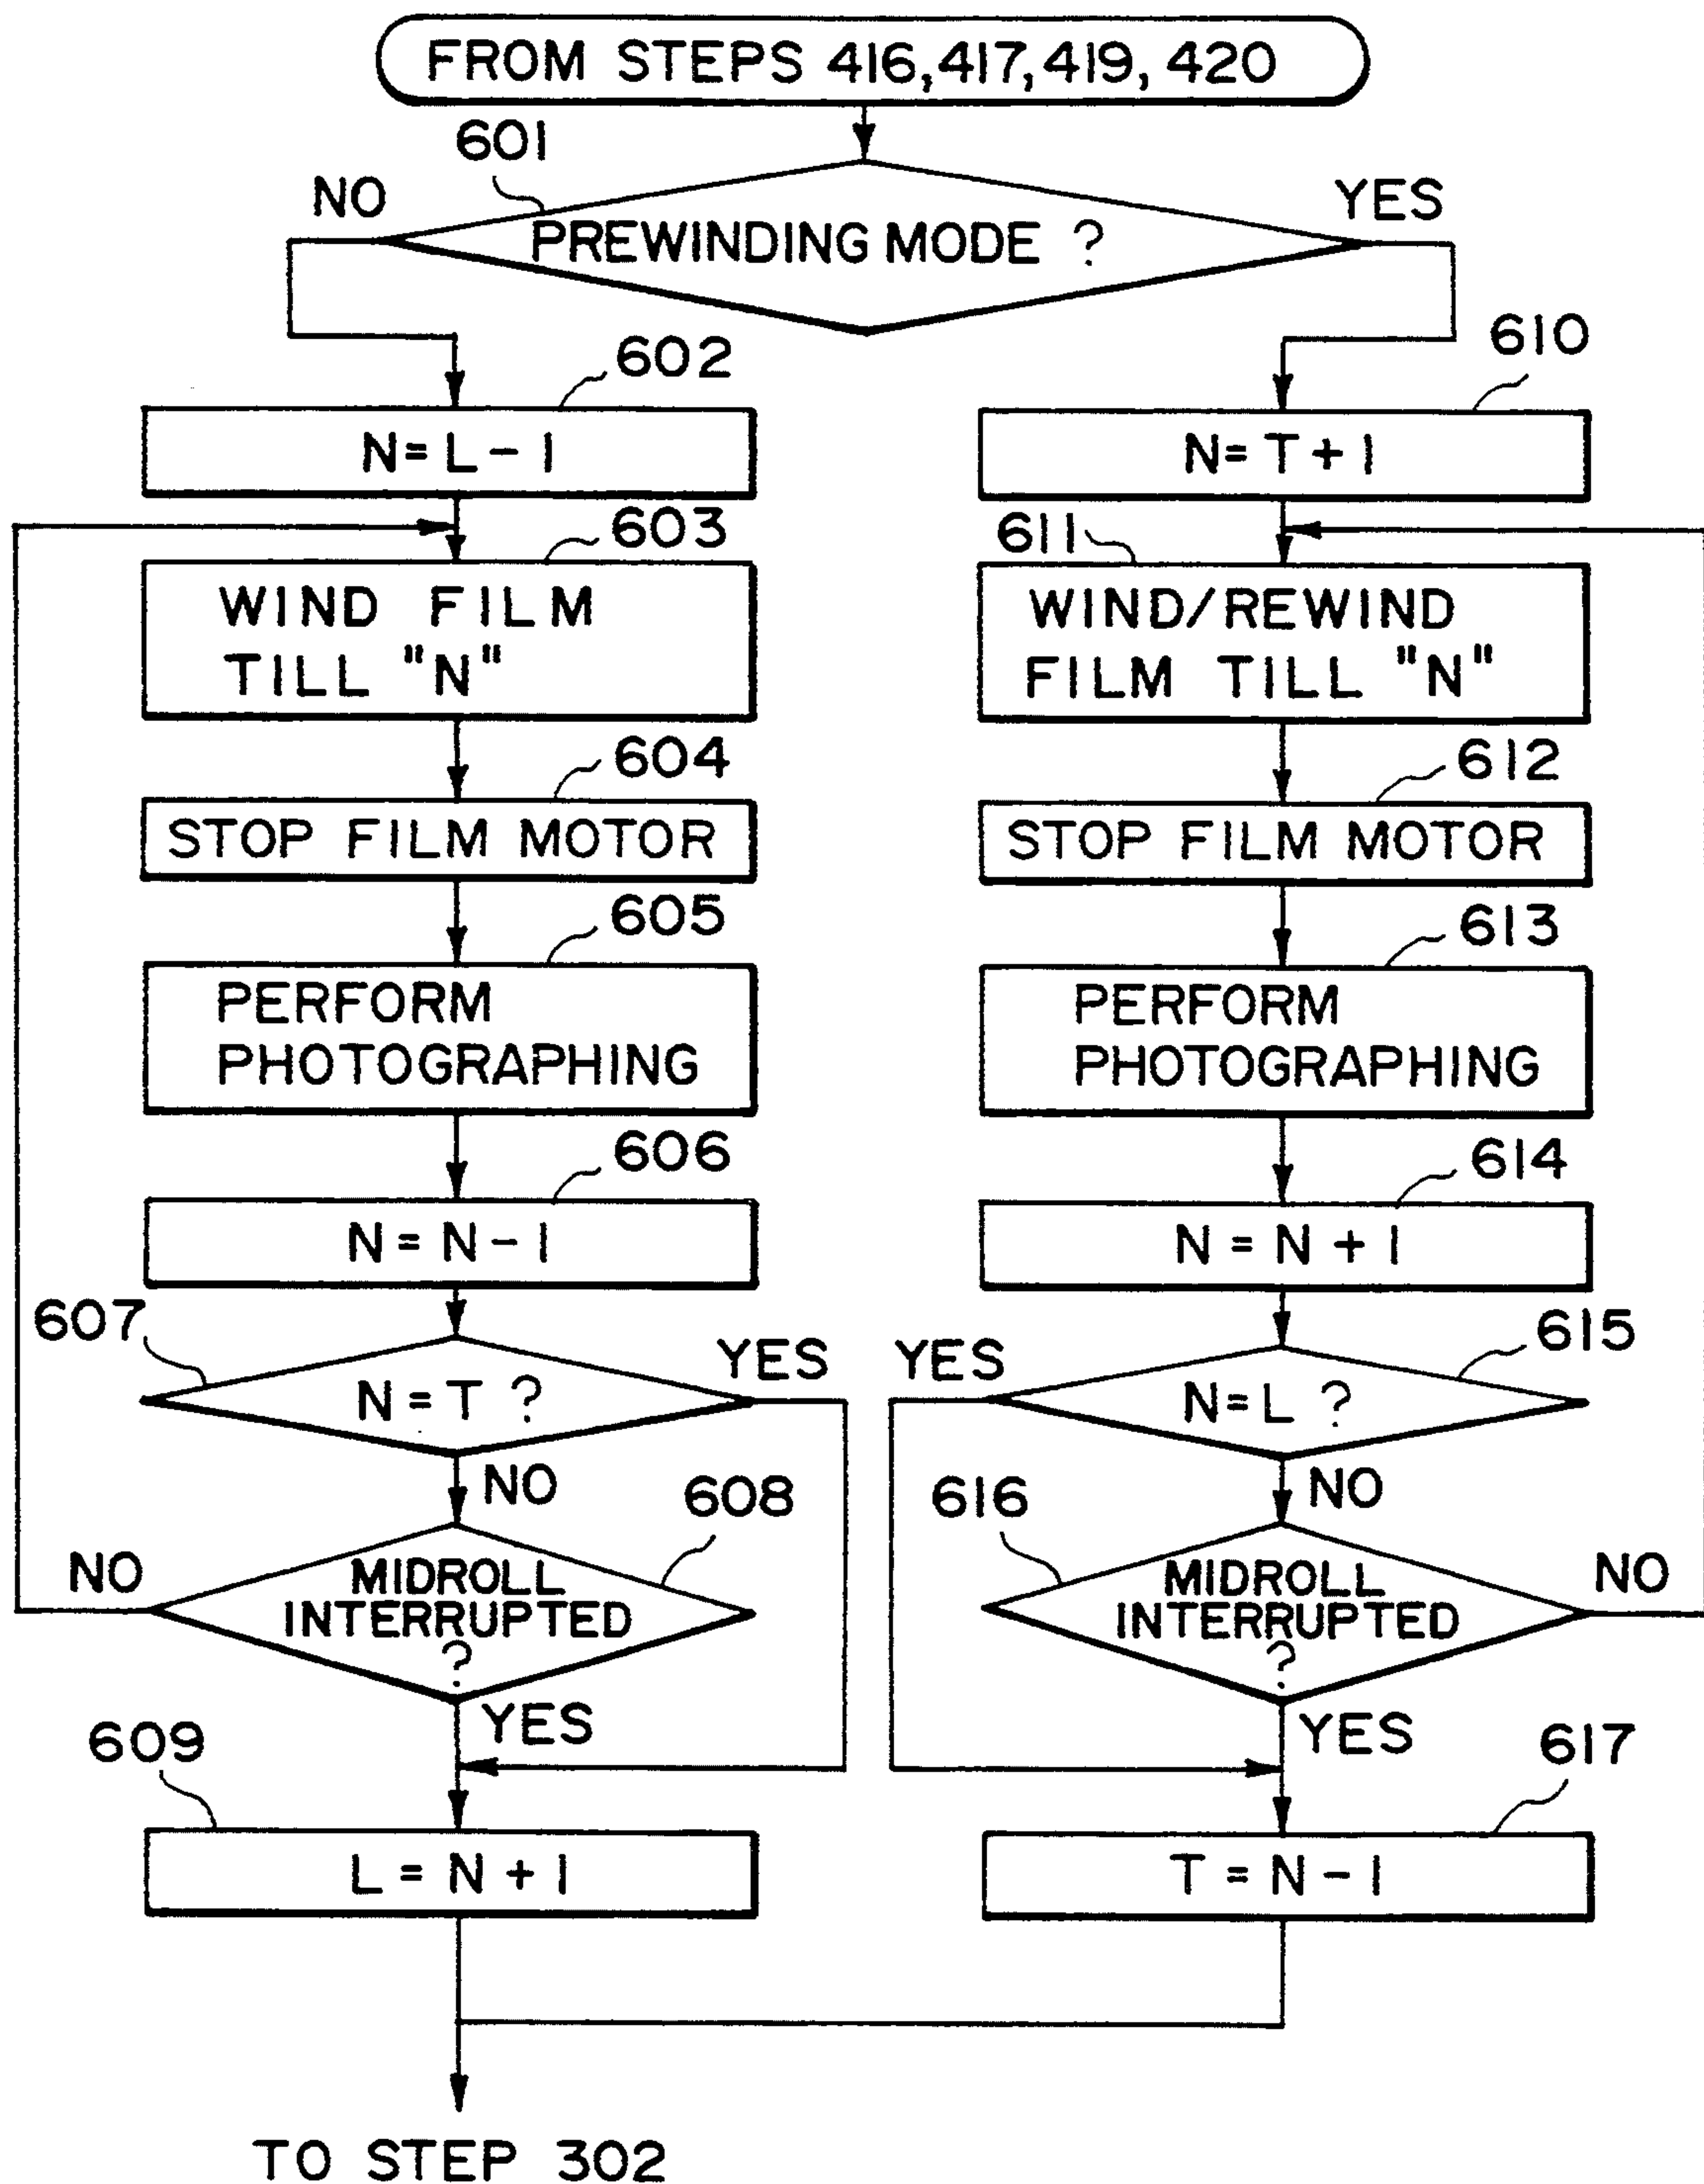 FROM STEPS 416, 417, 419, 420
601
NO
YES
PREWINDING MODE ?
602
N = L - 1
603
WIND FILM
TILL "N"
604
STOP FILM MOTOR
605
PERFORM
PHOTOGRAPHING
606
N = N - 1
607
N = T ?
YES
NO
608
NO
MIDROLL
INTERRUPTED
?
YES
609
L = N + 1
610
N = T + 1
611
WIND/REWIND
FILM TILL "N"
612
STOP FILM MOTOR
613
PERFORM
PHOTOGRAPHING
614
N = N + 1
615
YES
N = L ?
NO
616
MIDROLL
INTERRUPTED
?
NO
YES
617
T = N - 1
TO STEP 302